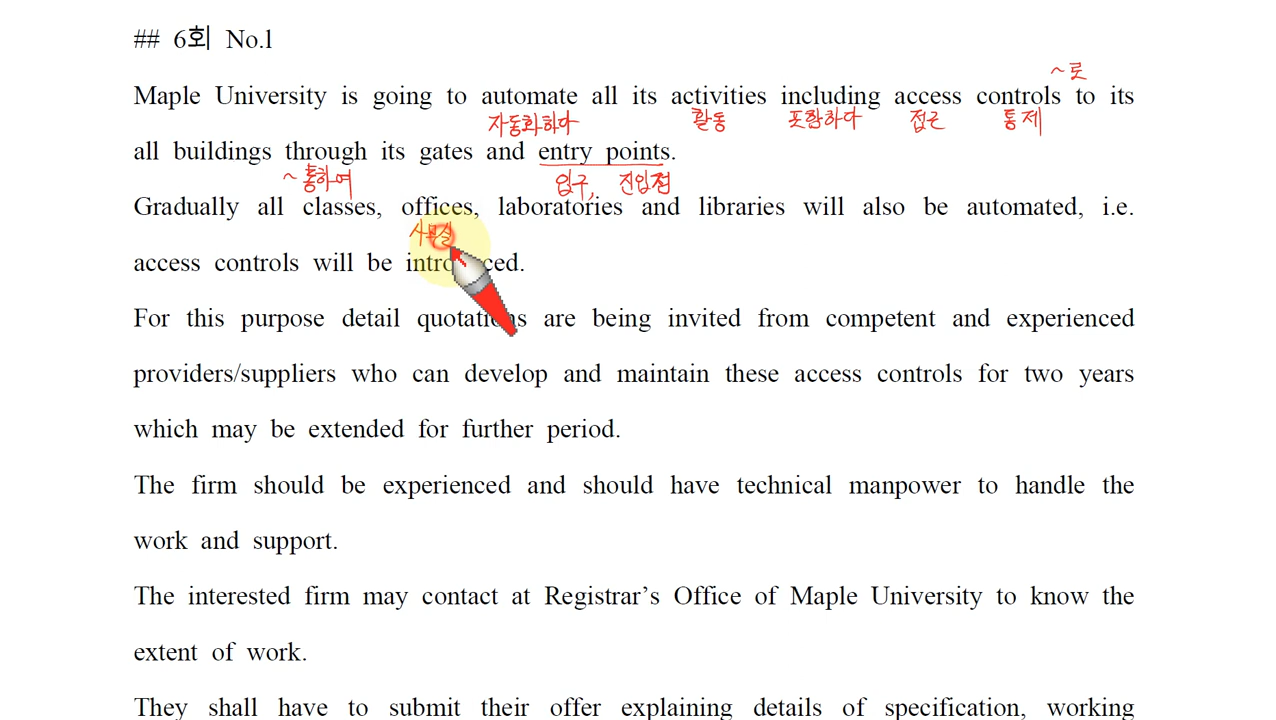 ## 6회 No.1
~로
Maple University is going to automate all its activities including access controls to its
자동화하다 활동 포함하다 접근 통제
all buildings through its gates and entry points.
~통하여 입구, 진입점
Gradually all classes, offices, laboratories and libraries will also be automated, i.e.
사무실
access controls will be introduced.
For this purpose detail quotations are being invited from competent and experienced
providers/suppliers who can develop and maintain these access controls for two years
which may be extended for further period.
The firm should be experienced and should have technical manpower to handle the
work and support.
The interested firm may contact at Registrar’s Office of Maple University to know the
extent of work.
They shall have to submit their offer explaining details of specification, working